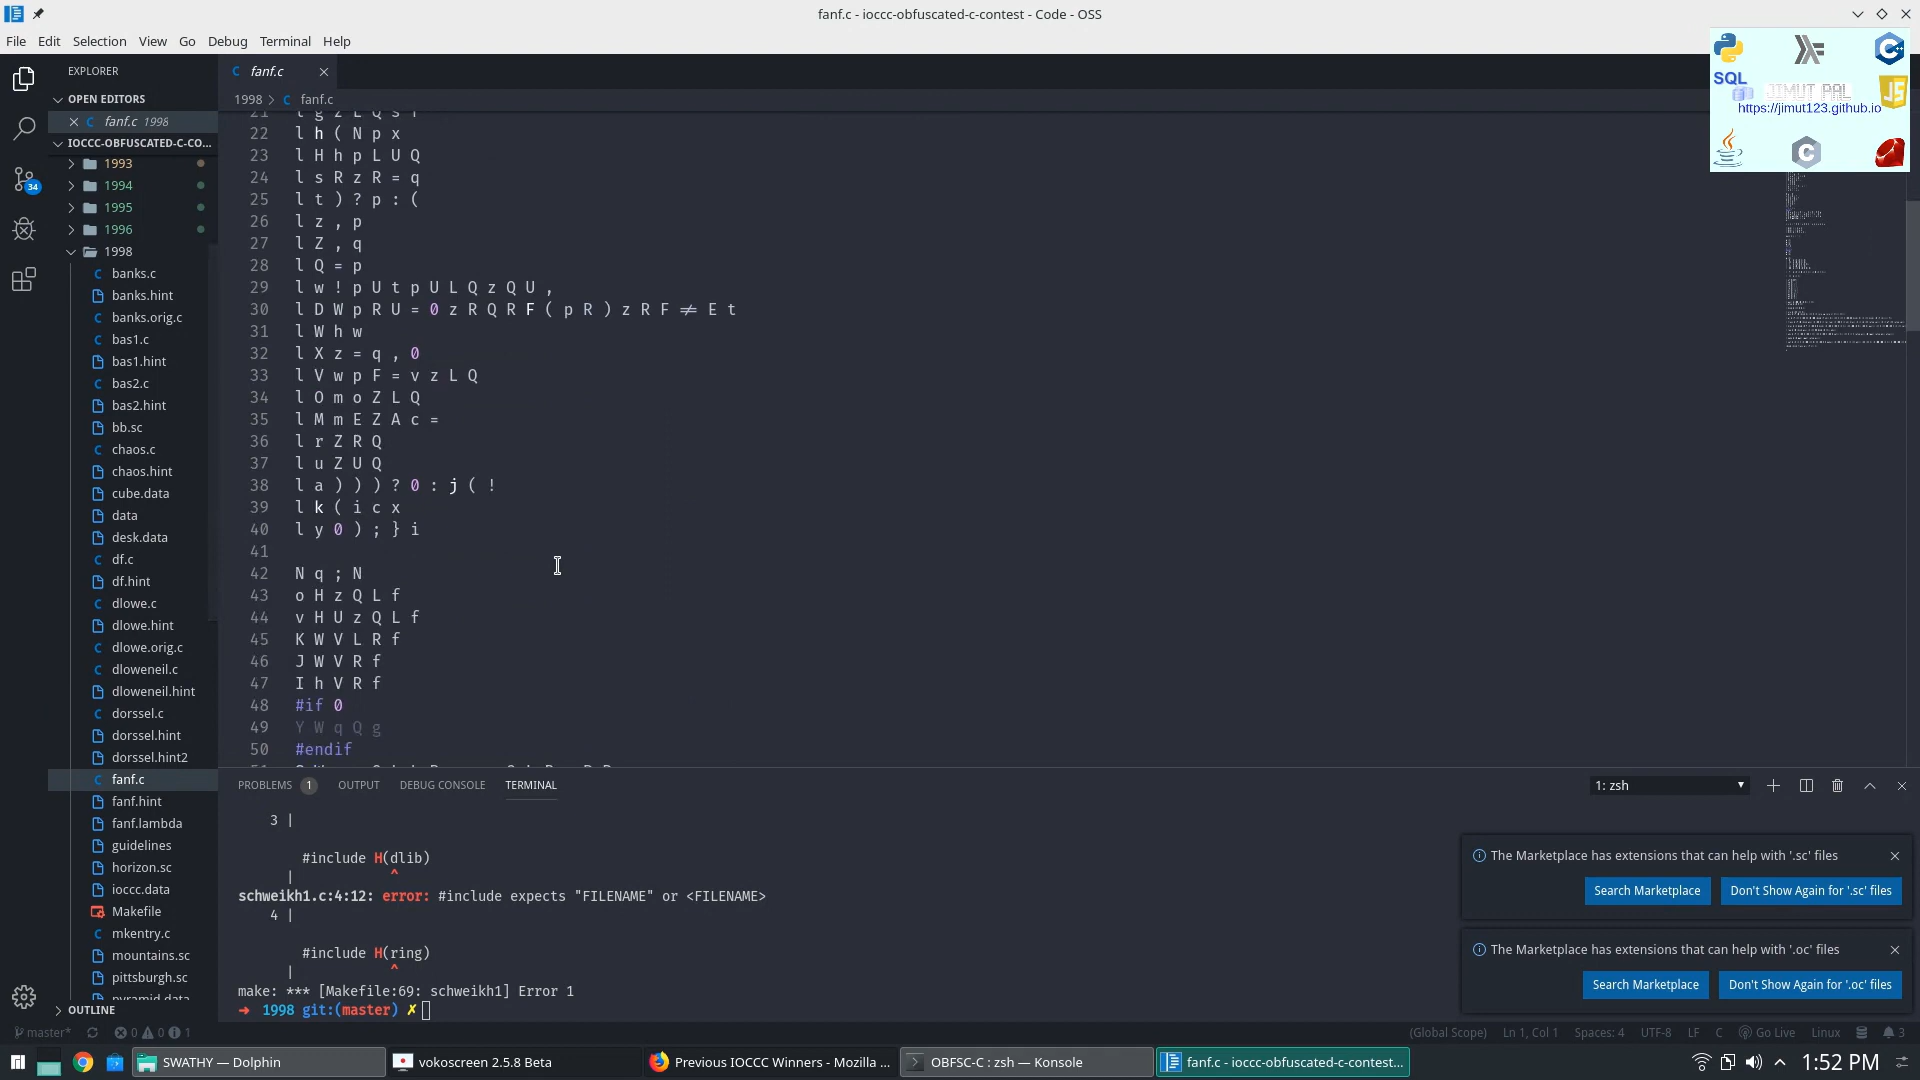 fanf.c - ioccc-obfuscated-c-contest - Code - OSS
File Edit Selection View Go Debug Terminal Help
EXPLORER
OPEN EDITORS
fanf.c 1998
IOCCC-OBFUSCATED-C-CO...
1993
1994
1995
1996
1998
banks.c
banks.hint
banks.orig.c
bas1.c
bas1.hint
bas2.c
bas2.hint
bb.sc
chaos.c
chaos.hint
cube.data
data
desk.data
df.c
df.hint
dlowe.c
dlowe.hint
dlowe.orig.c
dloweneil.c
dloweneil.hint
dorssel.c
dorssel.hint
dorssel.hint2
fanf.c
fanf.hint
fanf.lambda
guidelines
horizon.sc
ioccc.data
Makefile
mkentry.c
mountains.sc
pittsburgh.sc
pyramid.data
OUTLINE
34
fanf.c
1998 > fanf.c
21 l g z L Q s f
22 l h ( N p x
23 l H h p L U Q
24 l s R z R = q
25 l t ) ? p : (
26 l z , p
27 l Z , q
28 l Q = p
29 l w ! p U t p U L Q z Q U ,
30 l D W p R U = 0 z R Q R F ( p R ) z R F != E t
31 l W h w
32 l X z = q , 0
33 l V w p F = v z L Q
34 l O m o Z L Q
35 l M m E Z A c =
36 l r Z R Q
37 l u Z U Q
38 l a ) ) ) ? 0 : j ( !
39 l k ( i c x
40 l y 0 ) ; } i
41
42 N q ; N
43 o H z Q L f
44 v H U z Q L f
45 K W V L R f
46 J W V R f
47 I h V R f
48 #if 0
49 Y W q Q g
50 #endif
SQL
JS
JIMUT PAL
https://jimut123.github.io
C
PROBLEMS 1 OUTPUT DEBUG CONSOLE TERMINAL
1: zsh
3 |
#include H(dlib)
| ^
schweikh1.c:4:12: error: #include expects "FILENAME" or <FILENAME>
4 |
#include H(ring)
| ^
make: *** [Makefile:69: schweikh1] Error 1
➜ 1998 git:(master) ✗
The Marketplace has extensions that can help with '.sc' files
Search Marketplace Don't Show Again for '.sc' files
The Marketplace has extensions that can help with '.oc' files
Search Marketplace Don't Show Again for '.oc' files
master* 0 0 1 (Global Scope) Ln 1, Col 1 Spaces: 4 UTF-8 LF C Go Live Linux 3
SWATHY — Dolphin
vokoscreen 2.5.8 Beta
Previous IOCCC Winners - Mozilla ...
OBFSC-C : zsh — Konsole
fanf.c - ioccc-obfuscated-c-contest...
1:52 PM